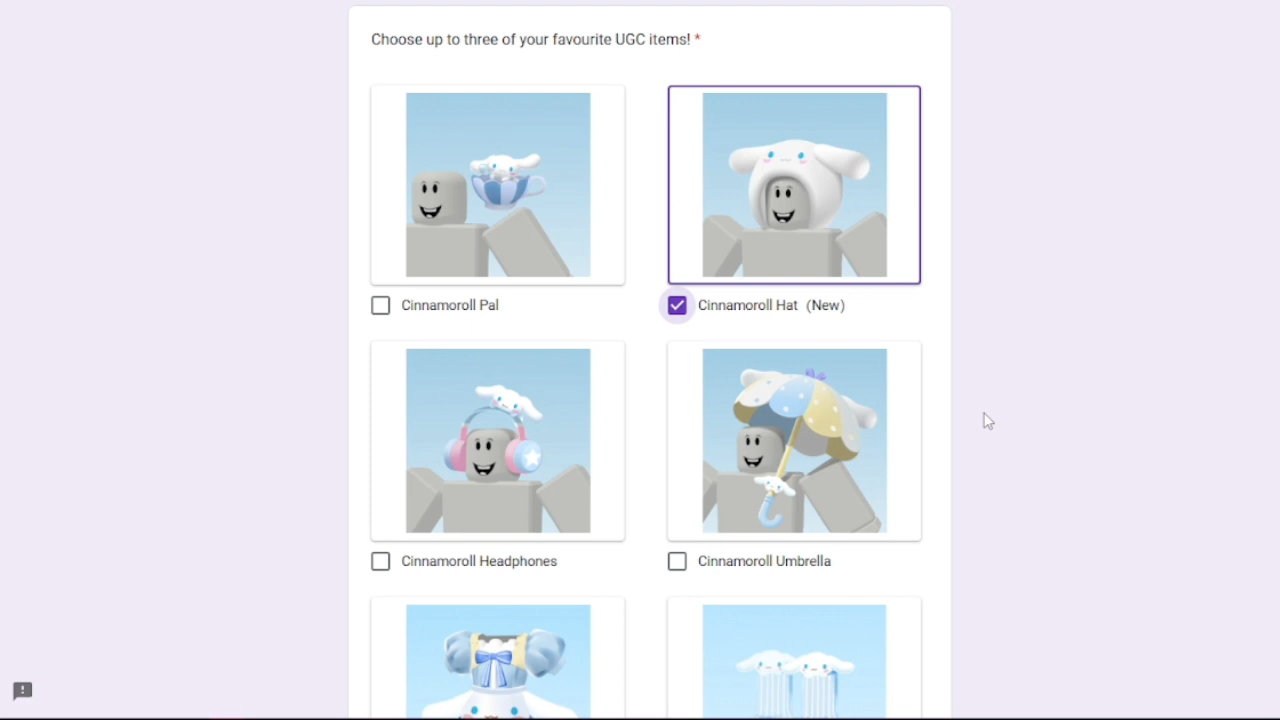 Choose up to three of your favourite UGC items! *
Cinnamoroll Pal
Cinnamoroll Hat (New)
Cinnamoroll Headphones
Cinnamoroll Umbrella